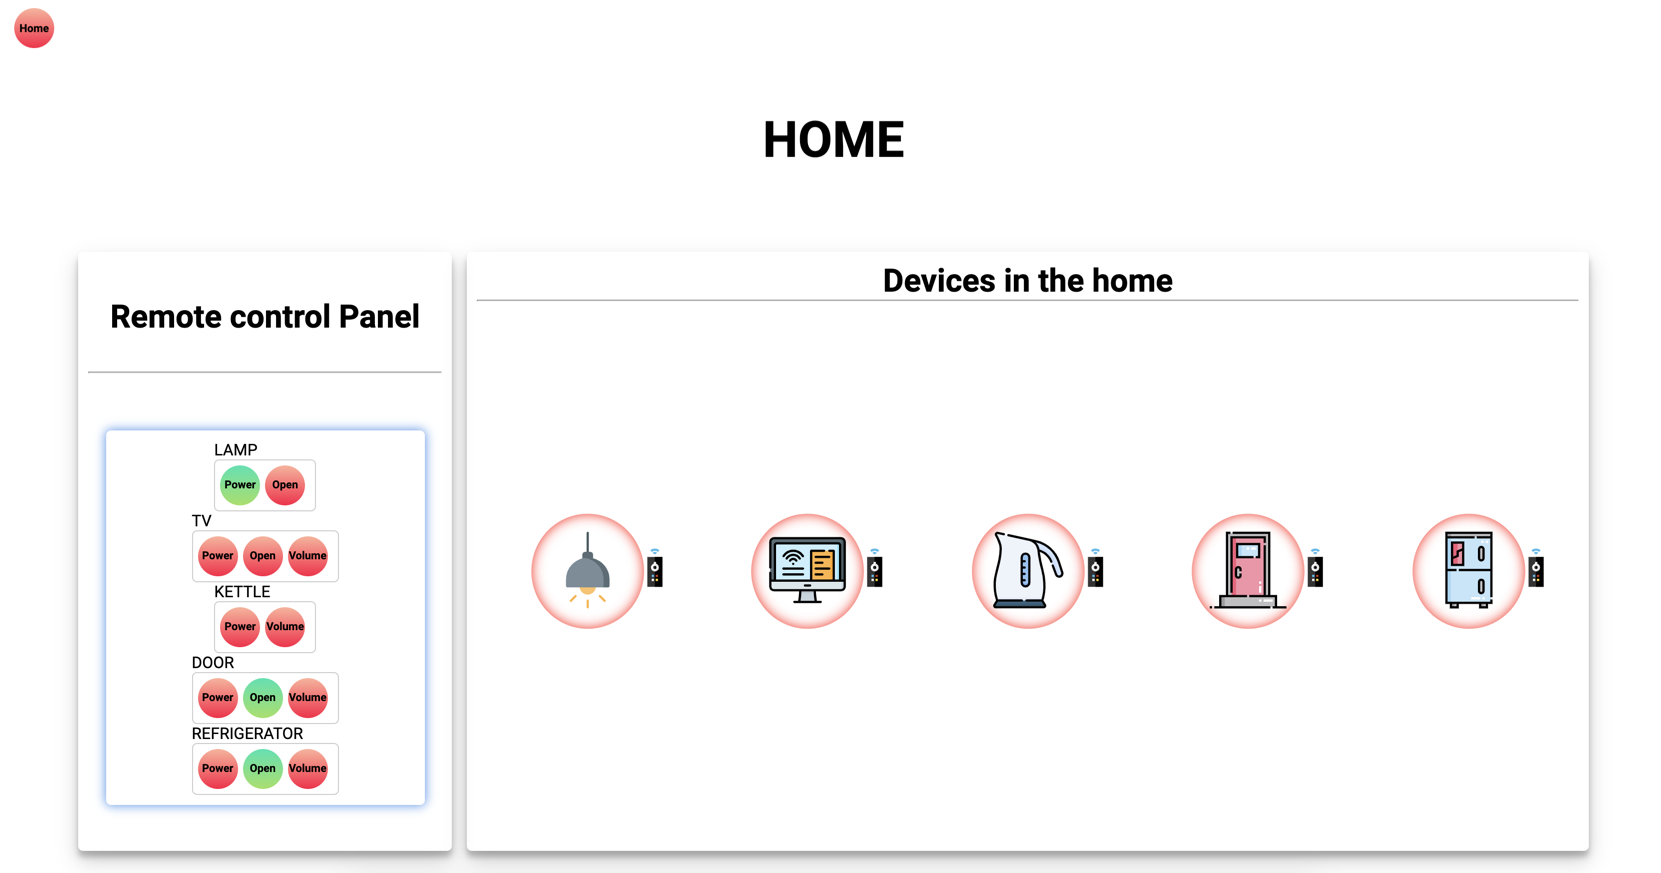 Home
HOME
Remote control Panel
LAMP
Power Open
TV
Power Open Volume
KETTLE
Power Volume
DOOR
Power Open Volume
REFRIGERATOR
Power Open Volume
Devices in the home